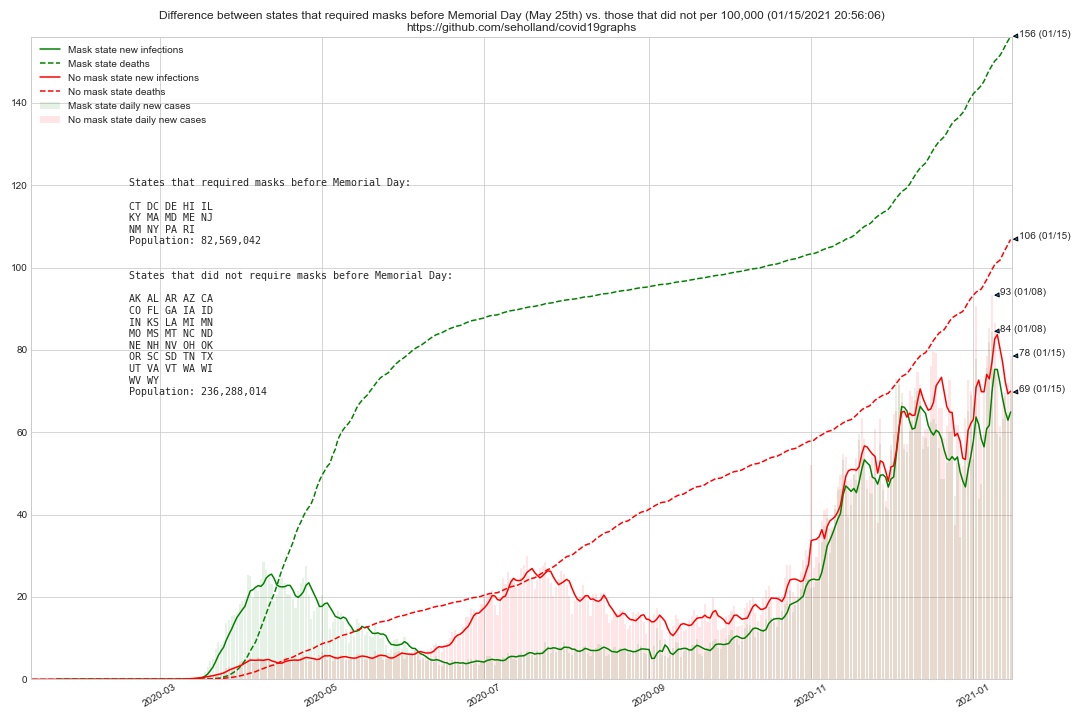 Difference between states that required masks before Memorial Day (May 25th) vs. those that did not per 100,000 (01/15/2021 20:56:06)
https://github.com/seholland/covid19graphs
Mask state new infections
Mask state deaths
No mask state new infections
No mask state deaths
Mask state daily new cases
No mask state daily new cases
States that required masks before Memorial Day:
CT DC DE HI IL
KY MA MD ME NJ
NM NY PA RI
Population: 82,569,042
States that did not require masks before Memorial Day:
AK AL AR AZ CA
CO FL GA IA ID
IN KS LA MI MN
MO MS MT NC ND
NE NH NV OH OK
OR SC SD TN TX
UT VA VT WA WI
WV WY
Population: 236,288,014
156 (01/15)
106 (01/15)
93 (01/08)
84 (01/08)
78 (01/15)
69 (01/15)
140
120
100
80
60
40
20
0
2020-03
2020-05
2020-07
2020-09
2020-11
2021-01